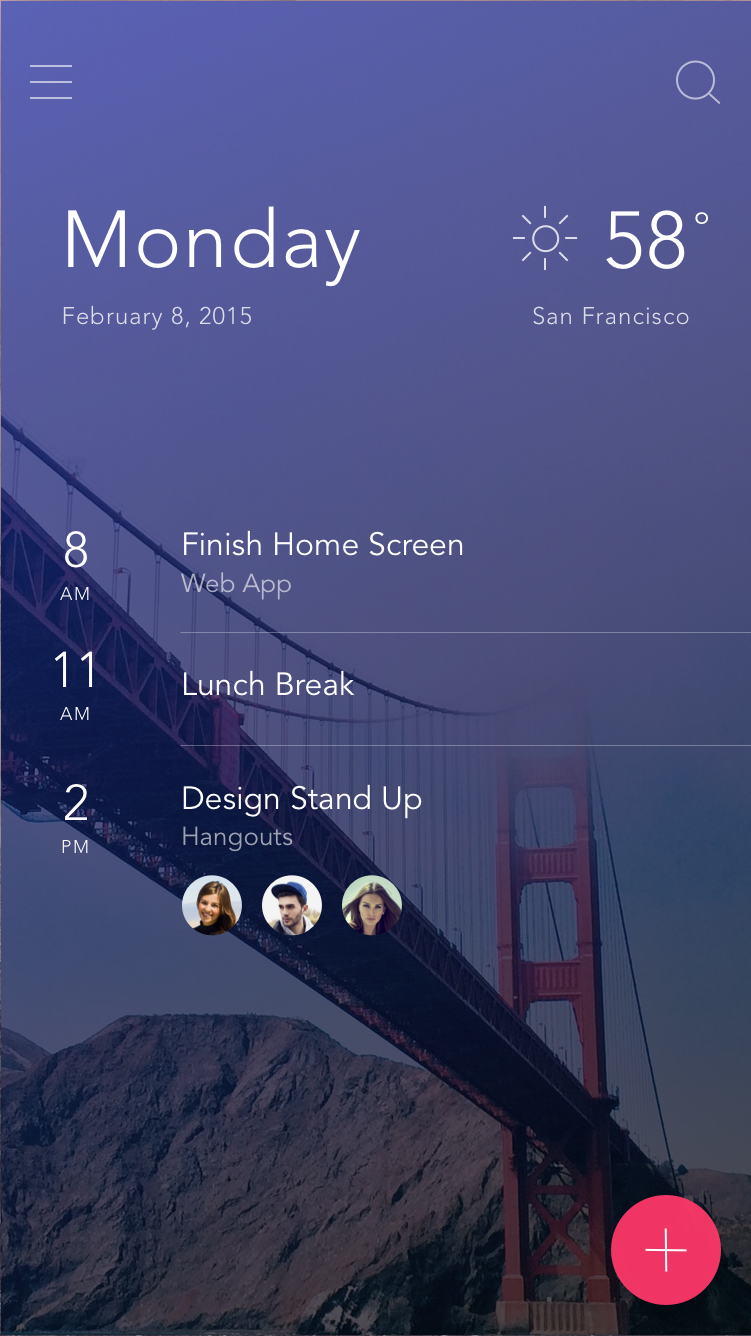 Monday
58°
February 8, 2015
San Francisco
8
AM
Finish Home Screen
Web App
11
AM
Lunch Break
2
PM
Design Stand Up
Hangouts